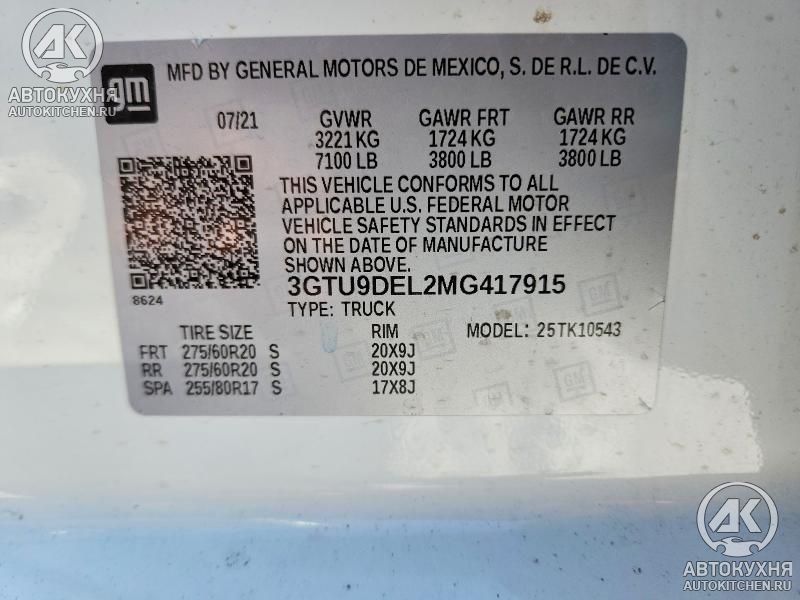 АК
АВТОКУХНЯ
AUTOKITCHEN.RU
gm
MFD BY GENERAL MOTORS DE MEXICO, S. DE R.L. DE C.V.
07/21 GVWR GAWR FRT GAWR RR
3221 KG 1724 KG 1724 KG
7100 LB 3800 LB 3800 LB
THIS VEHICLE CONFORMS TO ALL
APPLICABLE U.S. FEDERAL MOTOR
VEHICLE SAFETY STANDARDS IN EFFECT
ON THE DATE OF MANUFACTURE
SHOWN ABOVE.
8624
3GTU9DEL2MG417915
TYPE: TRUCK
TIRE SIZE RIM MODEL: 25TK10543
FRT 275/60R20 S 20X9J
RR 275/60R20 S 20X9J
SPA 255/80R17 S 17X8J
АК
АВТОКУХНЯ
AUTOKITCHEN.RU